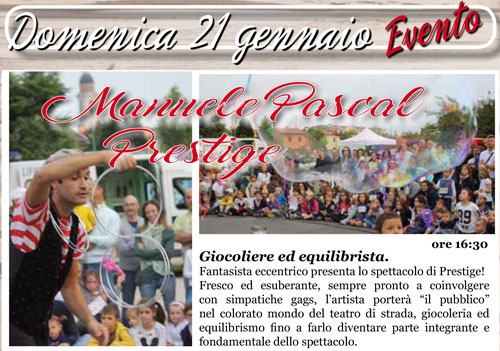 Domenica 21 gennaio Evento
Manuele Pascal
Prestige
ore 16:30
Giocoliere ed equilibrista.
Fantasista eccentrico presenta lo spettacolo di Prestige!
Fresco ed esuberante, sempre pronto a coinvolgere
con simpatiche gags, l'artista porterà “il pubblico”
nel colorato mondo del teatro di strada, giocoleria ed
equilibrismo fino a farlo diventare parte integrante e
fondamentale dello spettacolo.